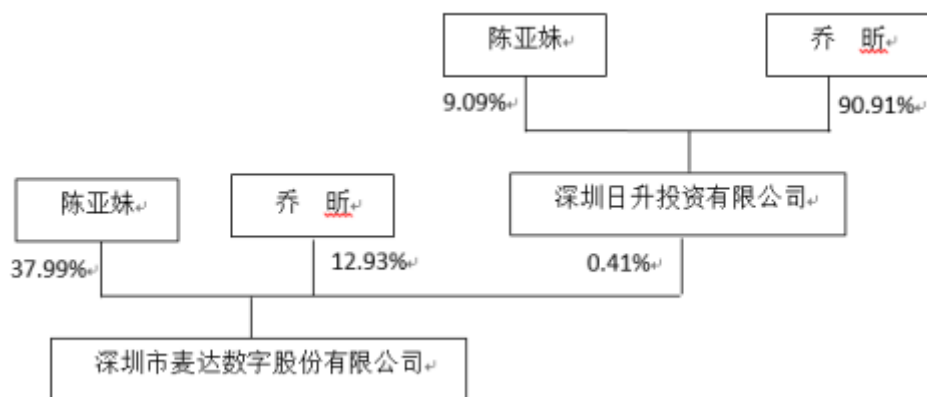 陈亚妹
乔 昕
9.09%
90.91%
深圳日升投资有限公司
陈亚妹
乔 昕
37.99%
12.93%
0.41%
深圳市麦达数字股份有限公司